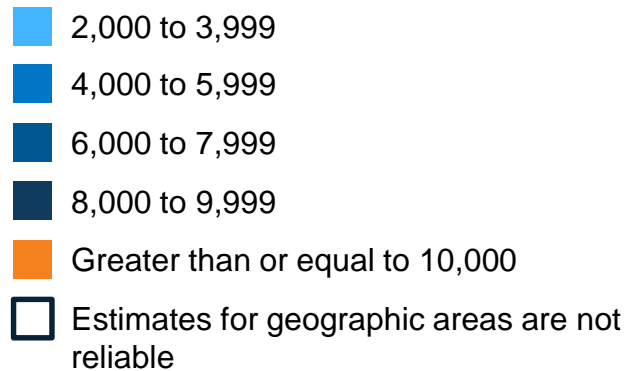 2,000 to 3,999
4,000 to 5,999
6,000 to 7,999
8,000 to 9,999
Greater than or equal to 10,000
Estimates for geographic areas are not
reliable